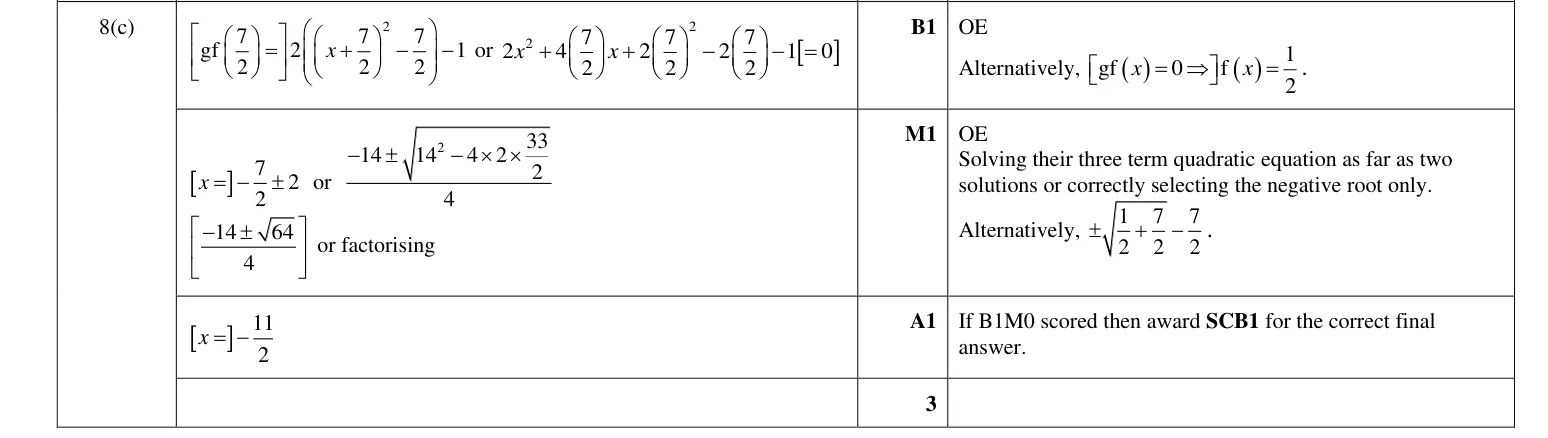 8(c)
[gf(7/2)=]2((x+7/2)²−7/2)−1 or 2x²+4(7/2)x+2(7/2)²−2(7/2)−1[=0]
B1
OE
Alternatively, [gf(x)=0⇒]f(x)=1/2.
[x=]−7/2±2 or (−14±√(14²−4×2×33/2))/4
[(−14±√64)/4] or factorising
M1
OE
Solving their three term quadratic equation as far as two
solutions or correctly selecting the negative root only.
Alternatively, ±√(1/2+7/2)−7/2.
[x=]−11/2
A1
If B1M0 scored then award SCB1 for the correct final
answer.
3